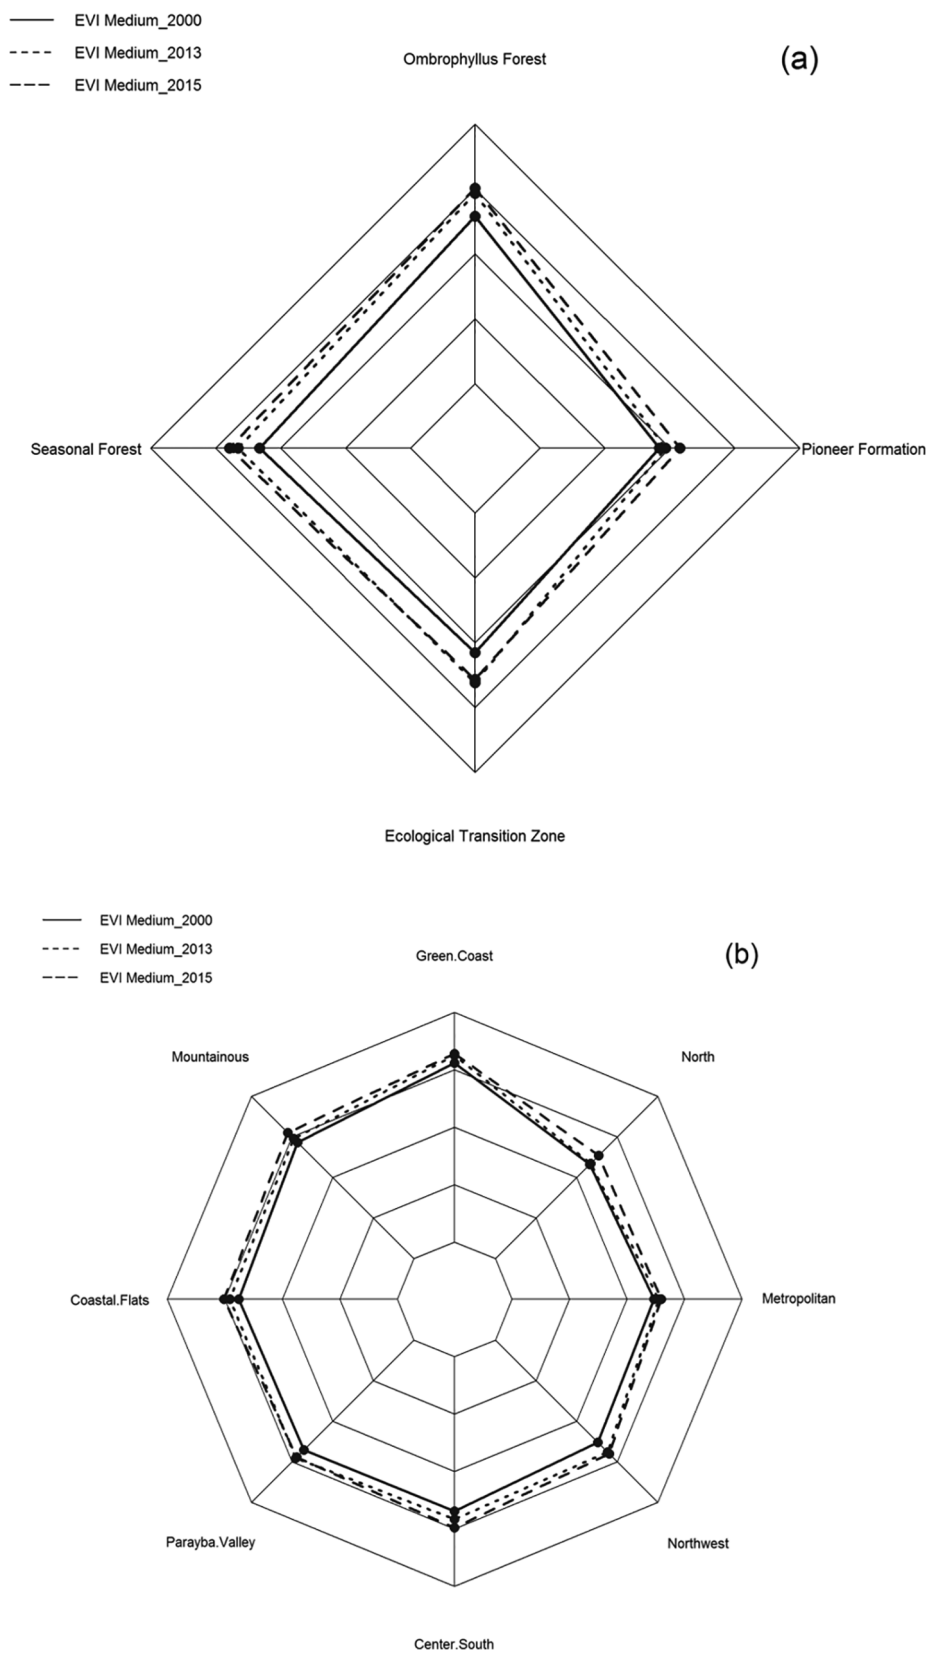 EVI Medium_2000
EVI Medium_2013
EVI Medium_2015
Ombrophyllus Forest
(a)
Seasonal Forest
Pioneer Formation
Ecological Transition Zone
EVI Medium_2000
EVI Medium_2013
EVI Medium_2015
Green.Coast
(b)
Mountainous
North
Coastal.Flats
Metropolitan
Parayba.Valley
Northwest
Center.South